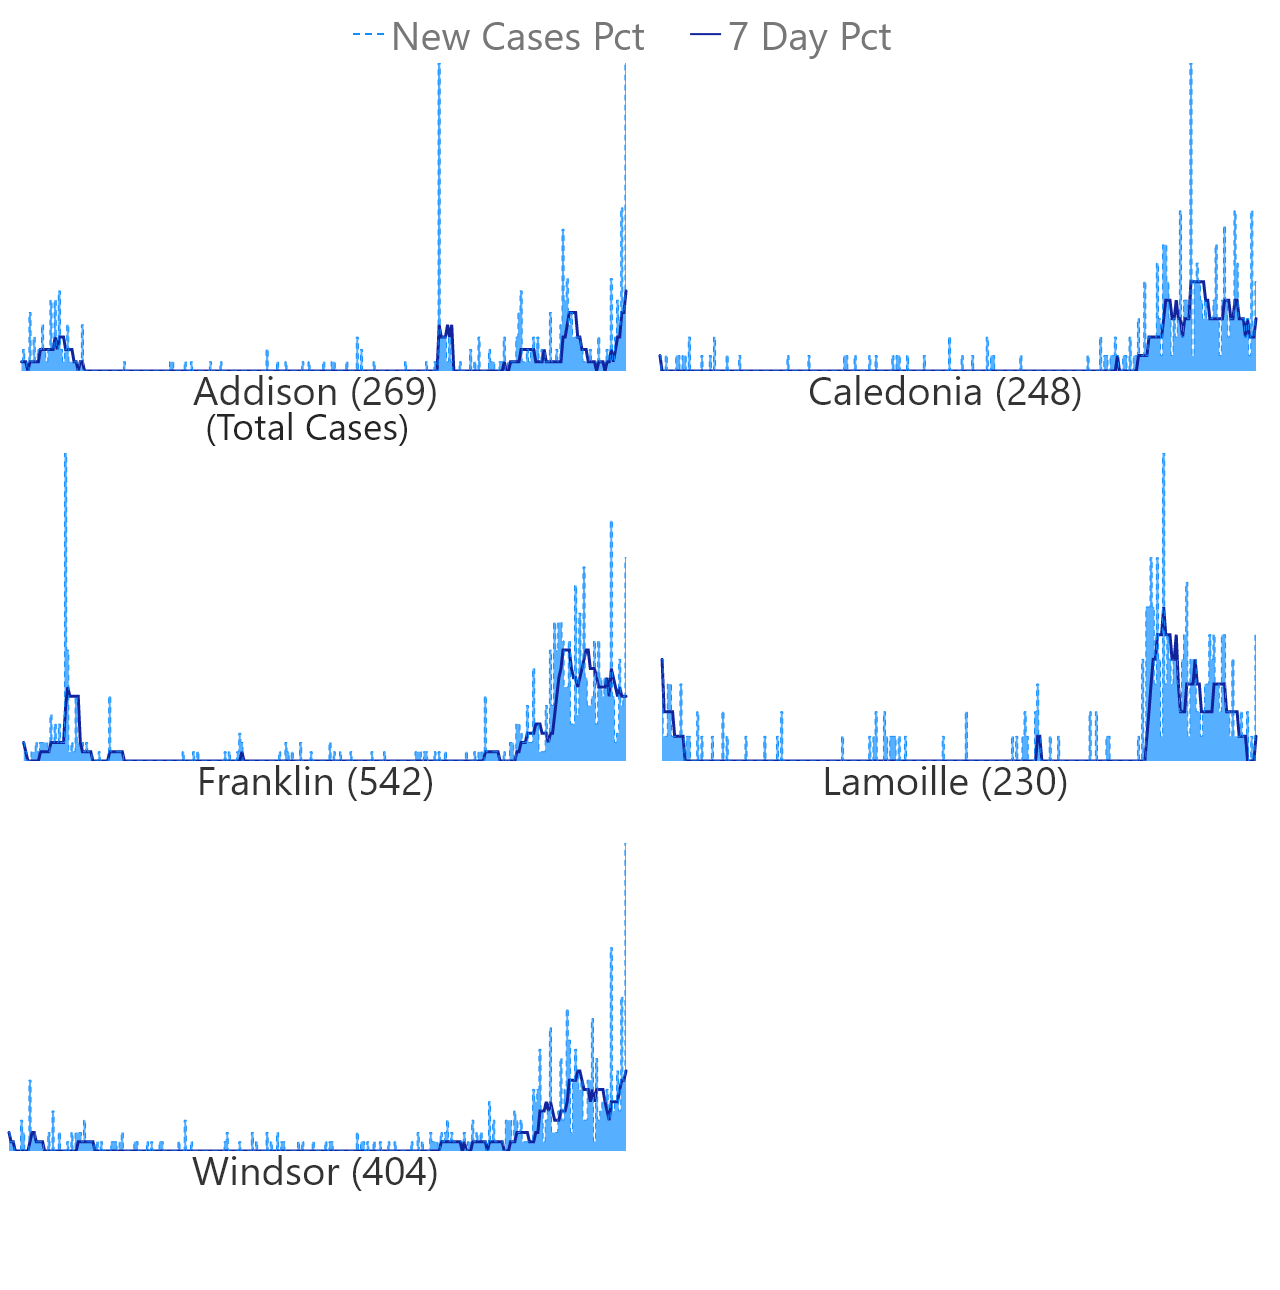 New Cases Pct 7 Day Pct
Addison (269) Caledonia (248)
(Total Cases)
Franklin (542) Lamoille (230)
Windsor (404)